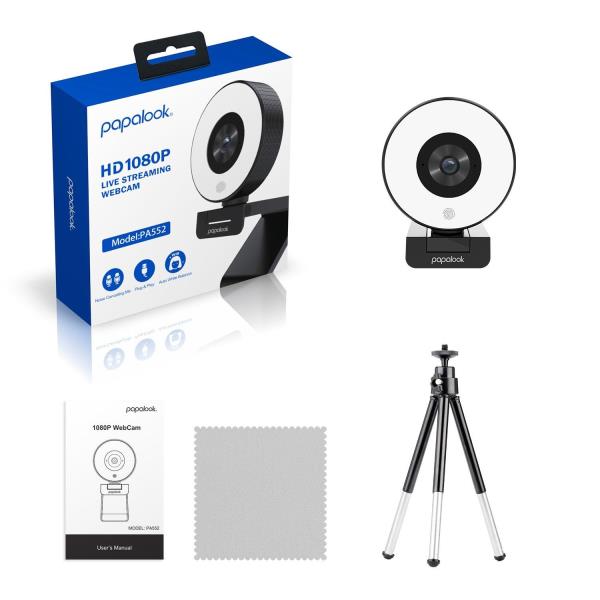 papalook®
HD1080P
LIVE STREAMING
WEBCAM
Model:PA552
Noise Canceling Mic
Plug & Play
Auto White Balance
papalook
papalook
papalook
papalook®
1080P WebCam
papalook
MODEL: PA552
User's Manual